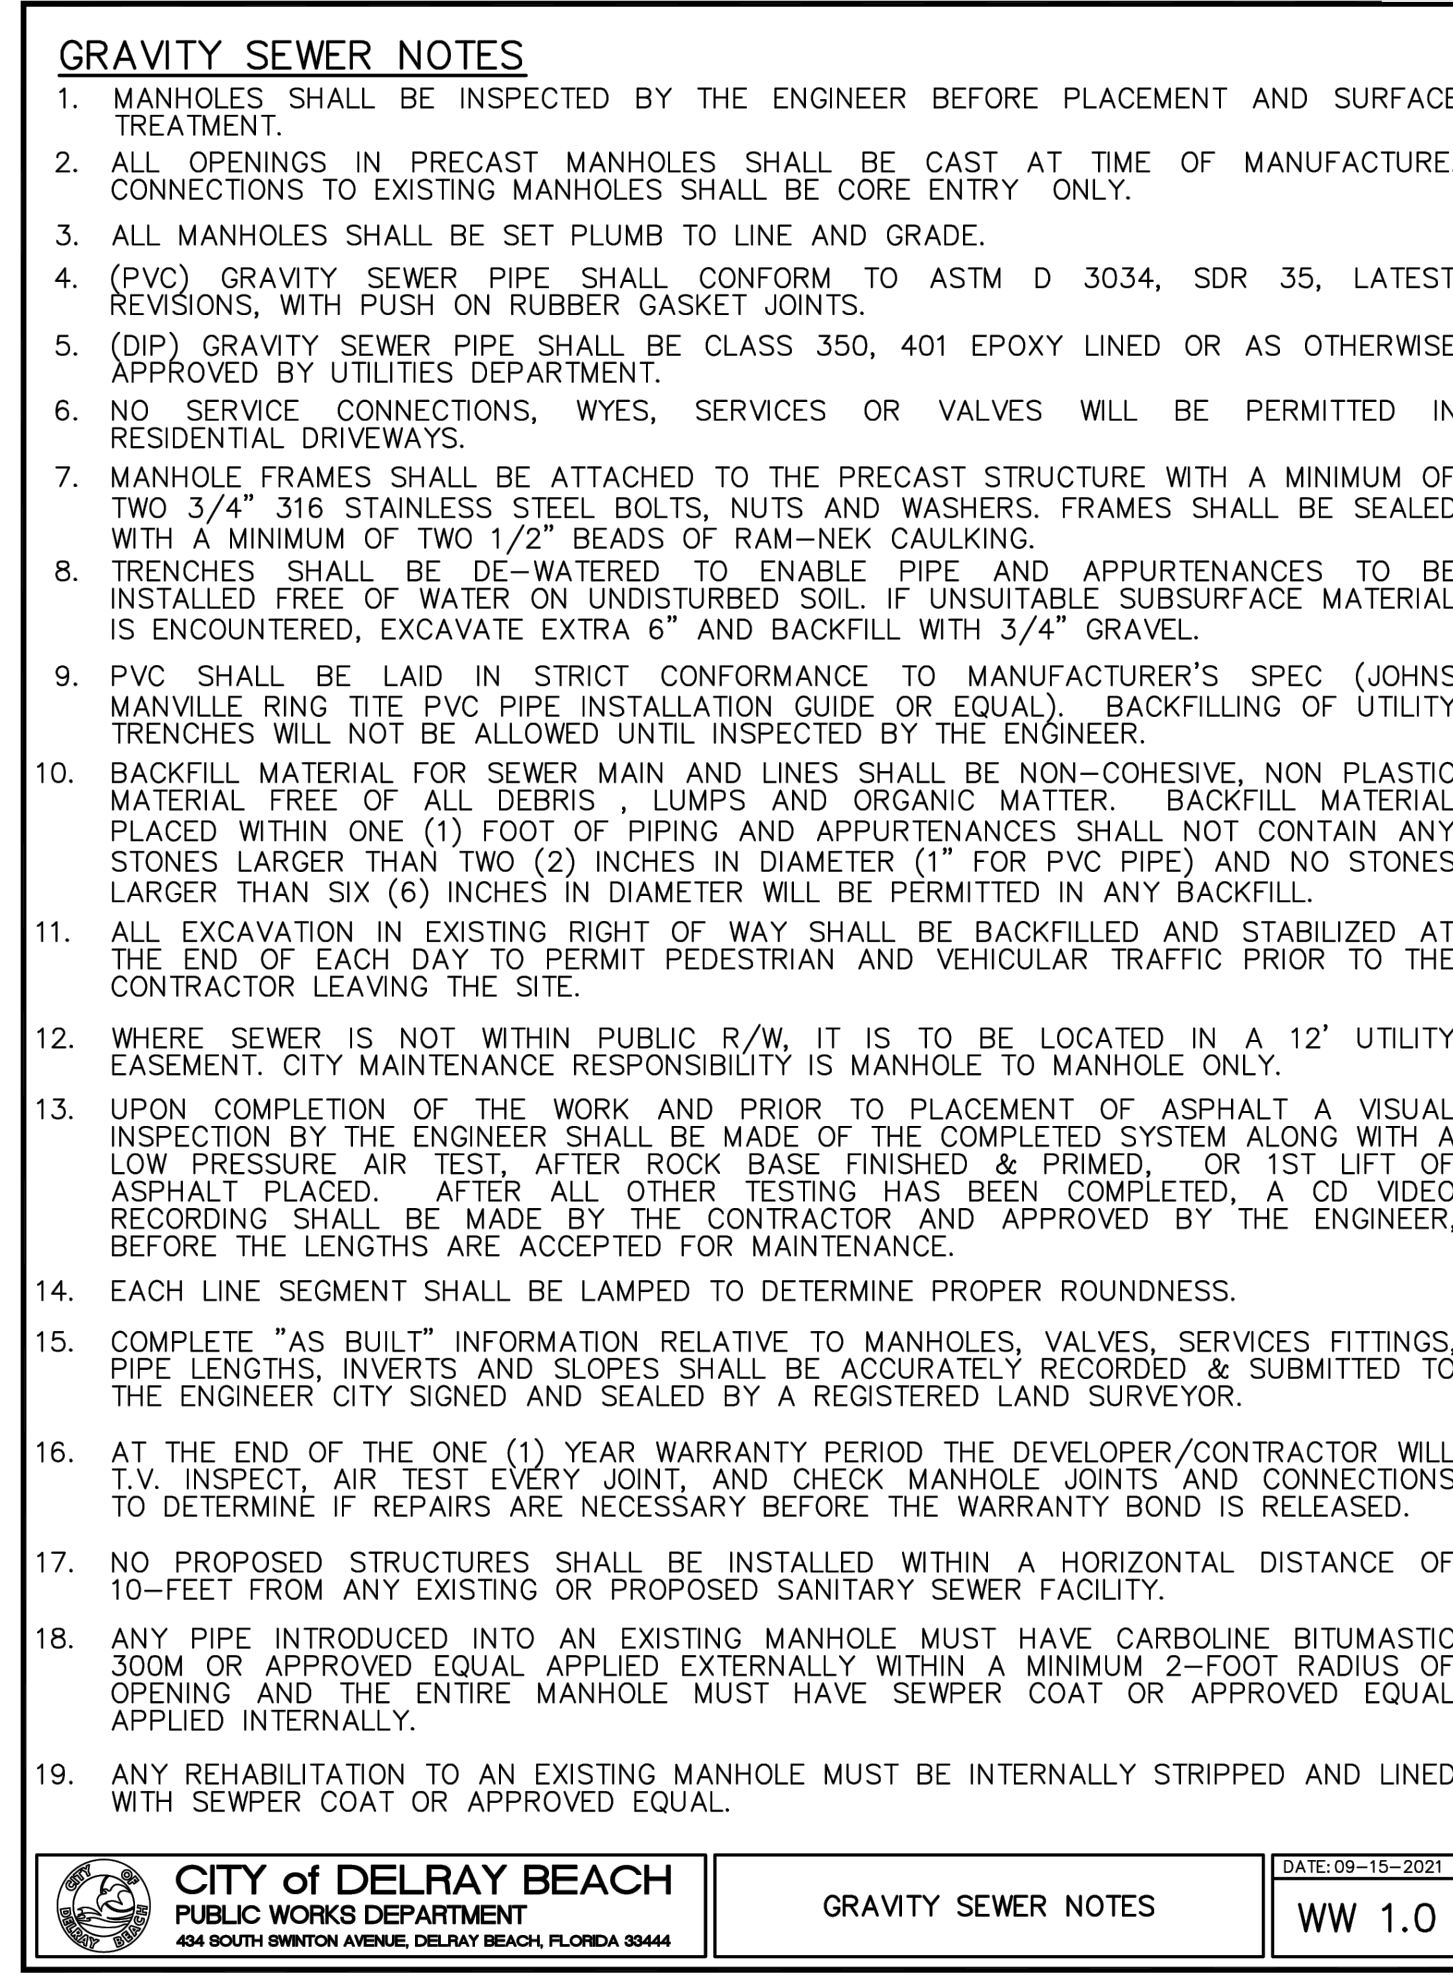 GRAVITY SEWER NOTES
1. MANHOLES SHALL BE INSPECTED BY THE ENGINEER BEFORE PLACEMENT AND SURFACE
TREATMENT.
2. ALL OPENINGS IN PRECAST MANHOLES SHALL BE CAST AT TIME OF MANUFACTURE.
CONNECTIONS TO EXISTING MANHOLES SHALL BE CORE ENTRY ONLY.
3. ALL MANHOLES SHALL BE SET PLUMB TO LINE AND GRADE.
4. (PVC) GRAVITY SEWER PIPE SHALL CONFORM TO ASTM D 3034, SDR 35, LATEST
REVISIONS, WITH PUSH ON RUBBER GASKET JOINTS.
5. (DIP) GRAVITY SEWER PIPE SHALL BE CLASS 350, 401 EPOXY LINED OR AS OTHERWISE
APPROVED BY UTILITIES DEPARTMENT.
6. NO SERVICE CONNECTIONS, WYES, SERVICES OR VALVES WILL BE PERMITTED IN
RESIDENTIAL DRIVEWAYS.
7. MANHOLE FRAMES SHALL BE ATTACHED TO THE PRECAST STRUCTURE WITH A MINIMUM OF
TWO 3/4" 316 STAINLESS STEEL BOLTS, NUTS AND WASHERS. FRAMES SHALL BE SEALED
WITH A MINIMUM OF TWO 1/2" BEADS OF RAM-NEK CAULKING.
8. TRENCHES SHALL BE DE-WATERED TO ENABLE PIPE AND APPURTENANCES TO BE
INSTALLED FREE OF WATER ON UNDISTURBED SOIL. IF UNSUITABLE SUBSURFACE MATERIAL
IS ENCOUNTERED, EXCAVATE EXTRA 6" AND BACKFILL WITH 3/4" GRAVEL.
9. PVC SHALL BE LAID IN STRICT CONFORMANCE TO MANUFACTURER'S SPEC (JOHNS
MANVILLE RING TITE PVC PIPE INSTALLATION GUIDE OR EQUAL). BACKFILLING OF UTILITY
TRENCHES WILL NOT BE ALLOWED UNTIL INSPECTED BY THE ENGINEER.
10. BACKFILL MATERIAL FOR SEWER MAIN AND LINES SHALL BE NON-COHESIVE, NON PLASTIC
MATERIAL FREE OF ALL DEBRIS , LUMPS AND ORGANIC MATTER. BACKFILL MATERIAL
PLACED WITHIN ONE (1) FOOT OF PIPING AND APPURTENANCES SHALL NOT CONTAIN ANY
STONES LARGER THAN TWO (2) INCHES IN DIAMETER (1" FOR PVC PIPE) AND NO STONES
LARGER THAN SIX (6) INCHES IN DIAMETER WILL BE PERMITTED IN ANY BACKFILL.
11. ALL EXCAVATION IN EXISTING RIGHT OF WAY SHALL BE BACKFILLED AND STABILIZED AT
THE END OF EACH DAY TO PERMIT PEDESTRIAN AND VEHICULAR TRAFFIC PRIOR TO THE
CONTRACTOR LEAVING THE SITE.
12. WHERE SEWER IS NOT WITHIN PUBLIC R/W, IT IS TO BE LOCATED IN A 12' UTILITY
EASEMENT. CITY MAINTENANCE RESPONSIBILITY IS MANHOLE TO MANHOLE ONLY.
13. UPON COMPLETION OF THE WORK AND PRIOR TO PLACEMENT OF ASPHALT A VISUAL
INSPECTION BY THE ENGINEER SHALL BE MADE OF THE COMPLETED SYSTEM ALONG WITH A
LOW PRESSURE AIR TEST, AFTER ROCK BASE FINISHED & PRIMED, OR 1ST LIFT OF
ASPHALT PLACED. AFTER ALL OTHER TESTING HAS BEEN COMPLETED, A CD VIDEO
RECORDING SHALL BE MADE BY THE CONTRACTOR AND APPROVED BY THE ENGINEER,
BEFORE THE LENGTHS ARE ACCEPTED FOR MAINTENANCE.
14. EACH LINE SEGMENT SHALL BE LAMPED TO DETERMINE PROPER ROUNDNESS.
15. COMPLETE "AS BUILT" INFORMATION RELATIVE TO MANHOLES, VALVES, SERVICES FITTINGS,
PIPE LENGTHS, INVERTS AND SLOPES SHALL BE ACCURATELY RECORDED & SUBMITTED TO
THE ENGINEER CITY SIGNED AND SEALED BY A REGISTERED LAND SURVEYOR.
16. AT THE END OF THE ONE (1) YEAR WARRANTY PERIOD THE DEVELOPER/CONTRACTOR WILL
T.V. INSPECT, AIR TEST EVERY JOINT, AND CHECK MANHOLE JOINTS AND CONNECTIONS
TO DETERMINE IF REPAIRS ARE NECESSARY BEFORE THE WARRANTY BOND IS RELEASED.
17. NO PROPOSED STRUCTURES SHALL BE INSTALLED WITHIN A HORIZONTAL DISTANCE OF
10-FEET FROM ANY EXISTING OR PROPOSED SANITARY SEWER FACILITY.
18. ANY PIPE INTRODUCED INTO AN EXISTING MANHOLE MUST HAVE CARBOLINE BITUMASTIC
300M OR APPROVED EQUAL APPLIED EXTERNALLY WITHIN A MINIMUM 2-FOOT RADIUS OF
OPENING AND THE ENTIRE MANHOLE MUST HAVE SEWPER COAT OR APPROVED EQUAL
APPLIED INTERNALLY.
19. ANY REHABILITATION TO AN EXISTING MANHOLE MUST BE INTERNALLY STRIPPED AND LINED
WITH SEWPER COAT OR APPROVED EQUAL.
CITY OF DELRAY BEACH
CITY of DELRAY BEACH
PUBLIC WORKS DEPARTMENT
434 SOUTH SWINTON AVENUE, DELRAY BEACH, FLORIDA 33444
GRAVITY SEWER NOTES
DATE: 09-15-2021
WW 1.0